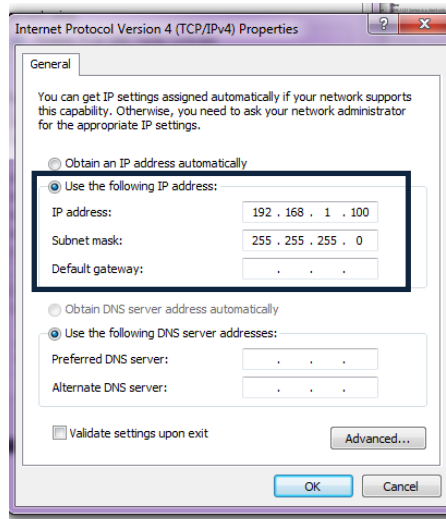 Internet Protocol Version 4 (TCP/IPv4) Properties
General
You can get IP settings assigned automatically if your network supports
this capability. Otherwise, you need to ask your network administrator
for the appropriate IP settings.
Obtain an IP address automatically
Use the following IP address:
IP address: 192 . 168 . 1 . 100
Subnet mask: 255 . 255 . 255 . 0
Default gateway: . . .
Obtain DNS server address automatically
Use the following DNS server addresses:
Preferred DNS server: . . .
Alternate DNS server: . . .
Validate settings upon exit
Advanced...
OK Cancel